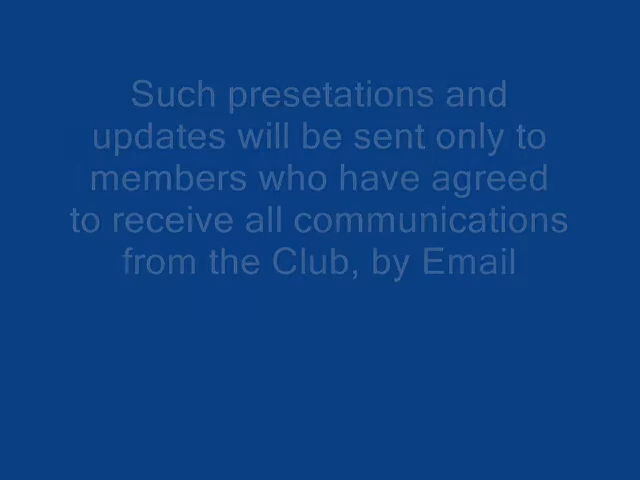 Such presetations and
updates will be sent only to
members who have agreed
to receive all communications
from the Club, by Email